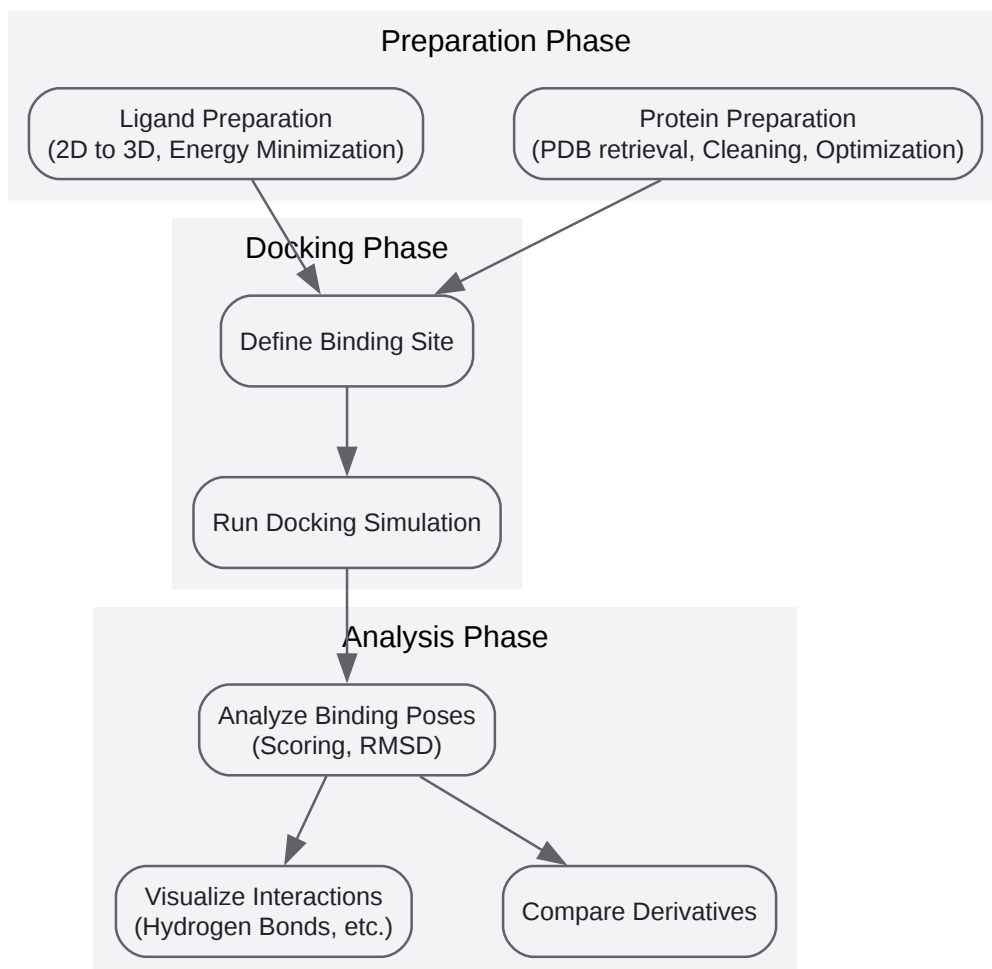 Preparation Phase
Ligand Preparation
(2D to 3D, Energy Minimization)
Protein Preparation
(PDB retrieval, Cleaning, Optimization)
Docking Phase
Define Binding Site
Run Docking Simulation
Analysis Phase
Analyze Binding Poses
(Scoring, RMSD)
Visualize Interactions
(Hydrogen Bonds, etc.)
Compare Derivatives